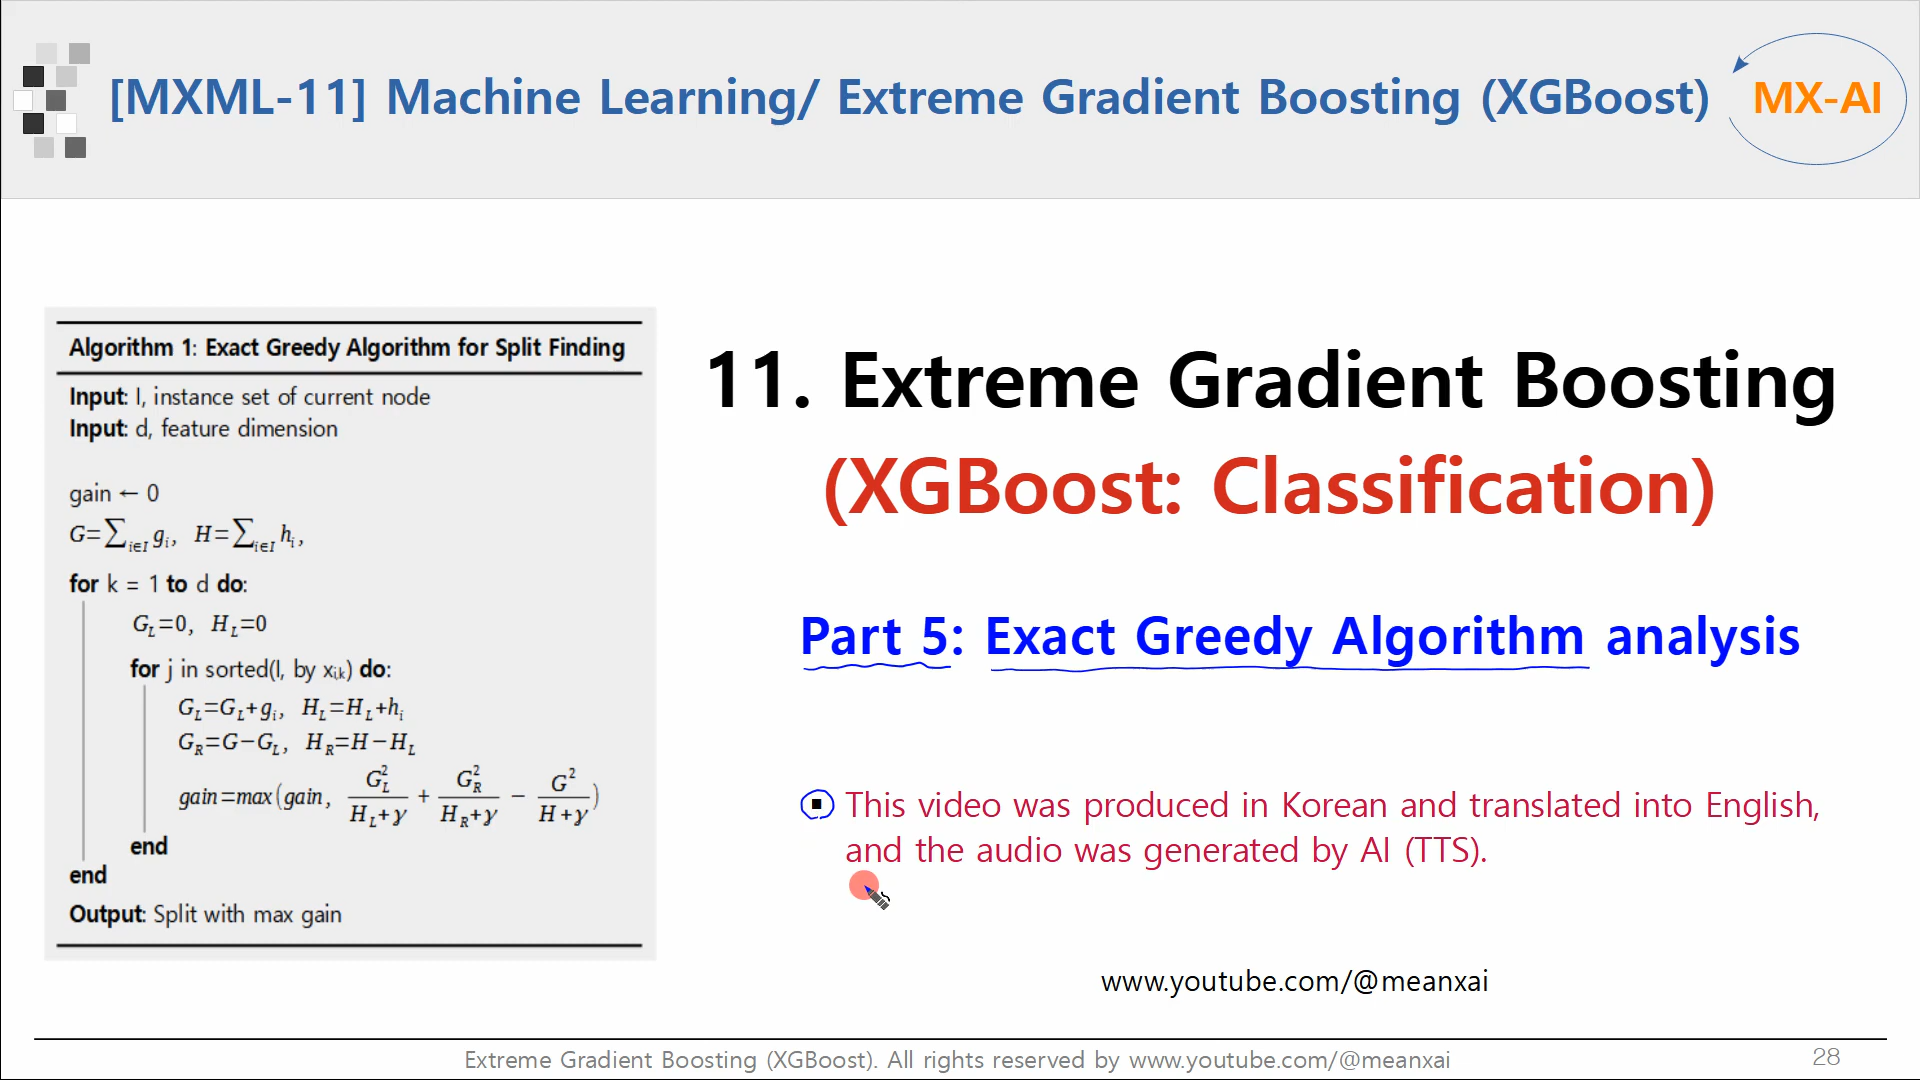 [MXML-11] Machine Learning/ Extreme Gradient Boosting (XGBoost)
MX-AI
Algorithm 1: Exact Greedy Algorithm for Split Finding
Input: I, instance set of current node
Input: d, feature dimension
gain ← 0
G=∑i∈I gi, H=∑i∈I hi,
for k = 1 to d do:
GL=0, HL=0
for j in sorted(I, by xik) do:
GL=GL+gi, HL=HL+hi
GR=G−GL, HR=H−HL
gain=max(gain, GL²/(HL+γ) + GR²/(HR+γ) − G²/(H+γ))
end
end
Output: Split with max gain
11. Extreme Gradient Boosting
(XGBoost: Classification)
Part 5: Exact Greedy Algorithm analysis
▪ This video was produced in Korean and translated into English,
and the audio was generated by AI (TTS).
www.youtube.com/@meanxai
Extreme Gradient Boosting (XGBoost). All rights reserved by www.youtube.com/@meanxai
28